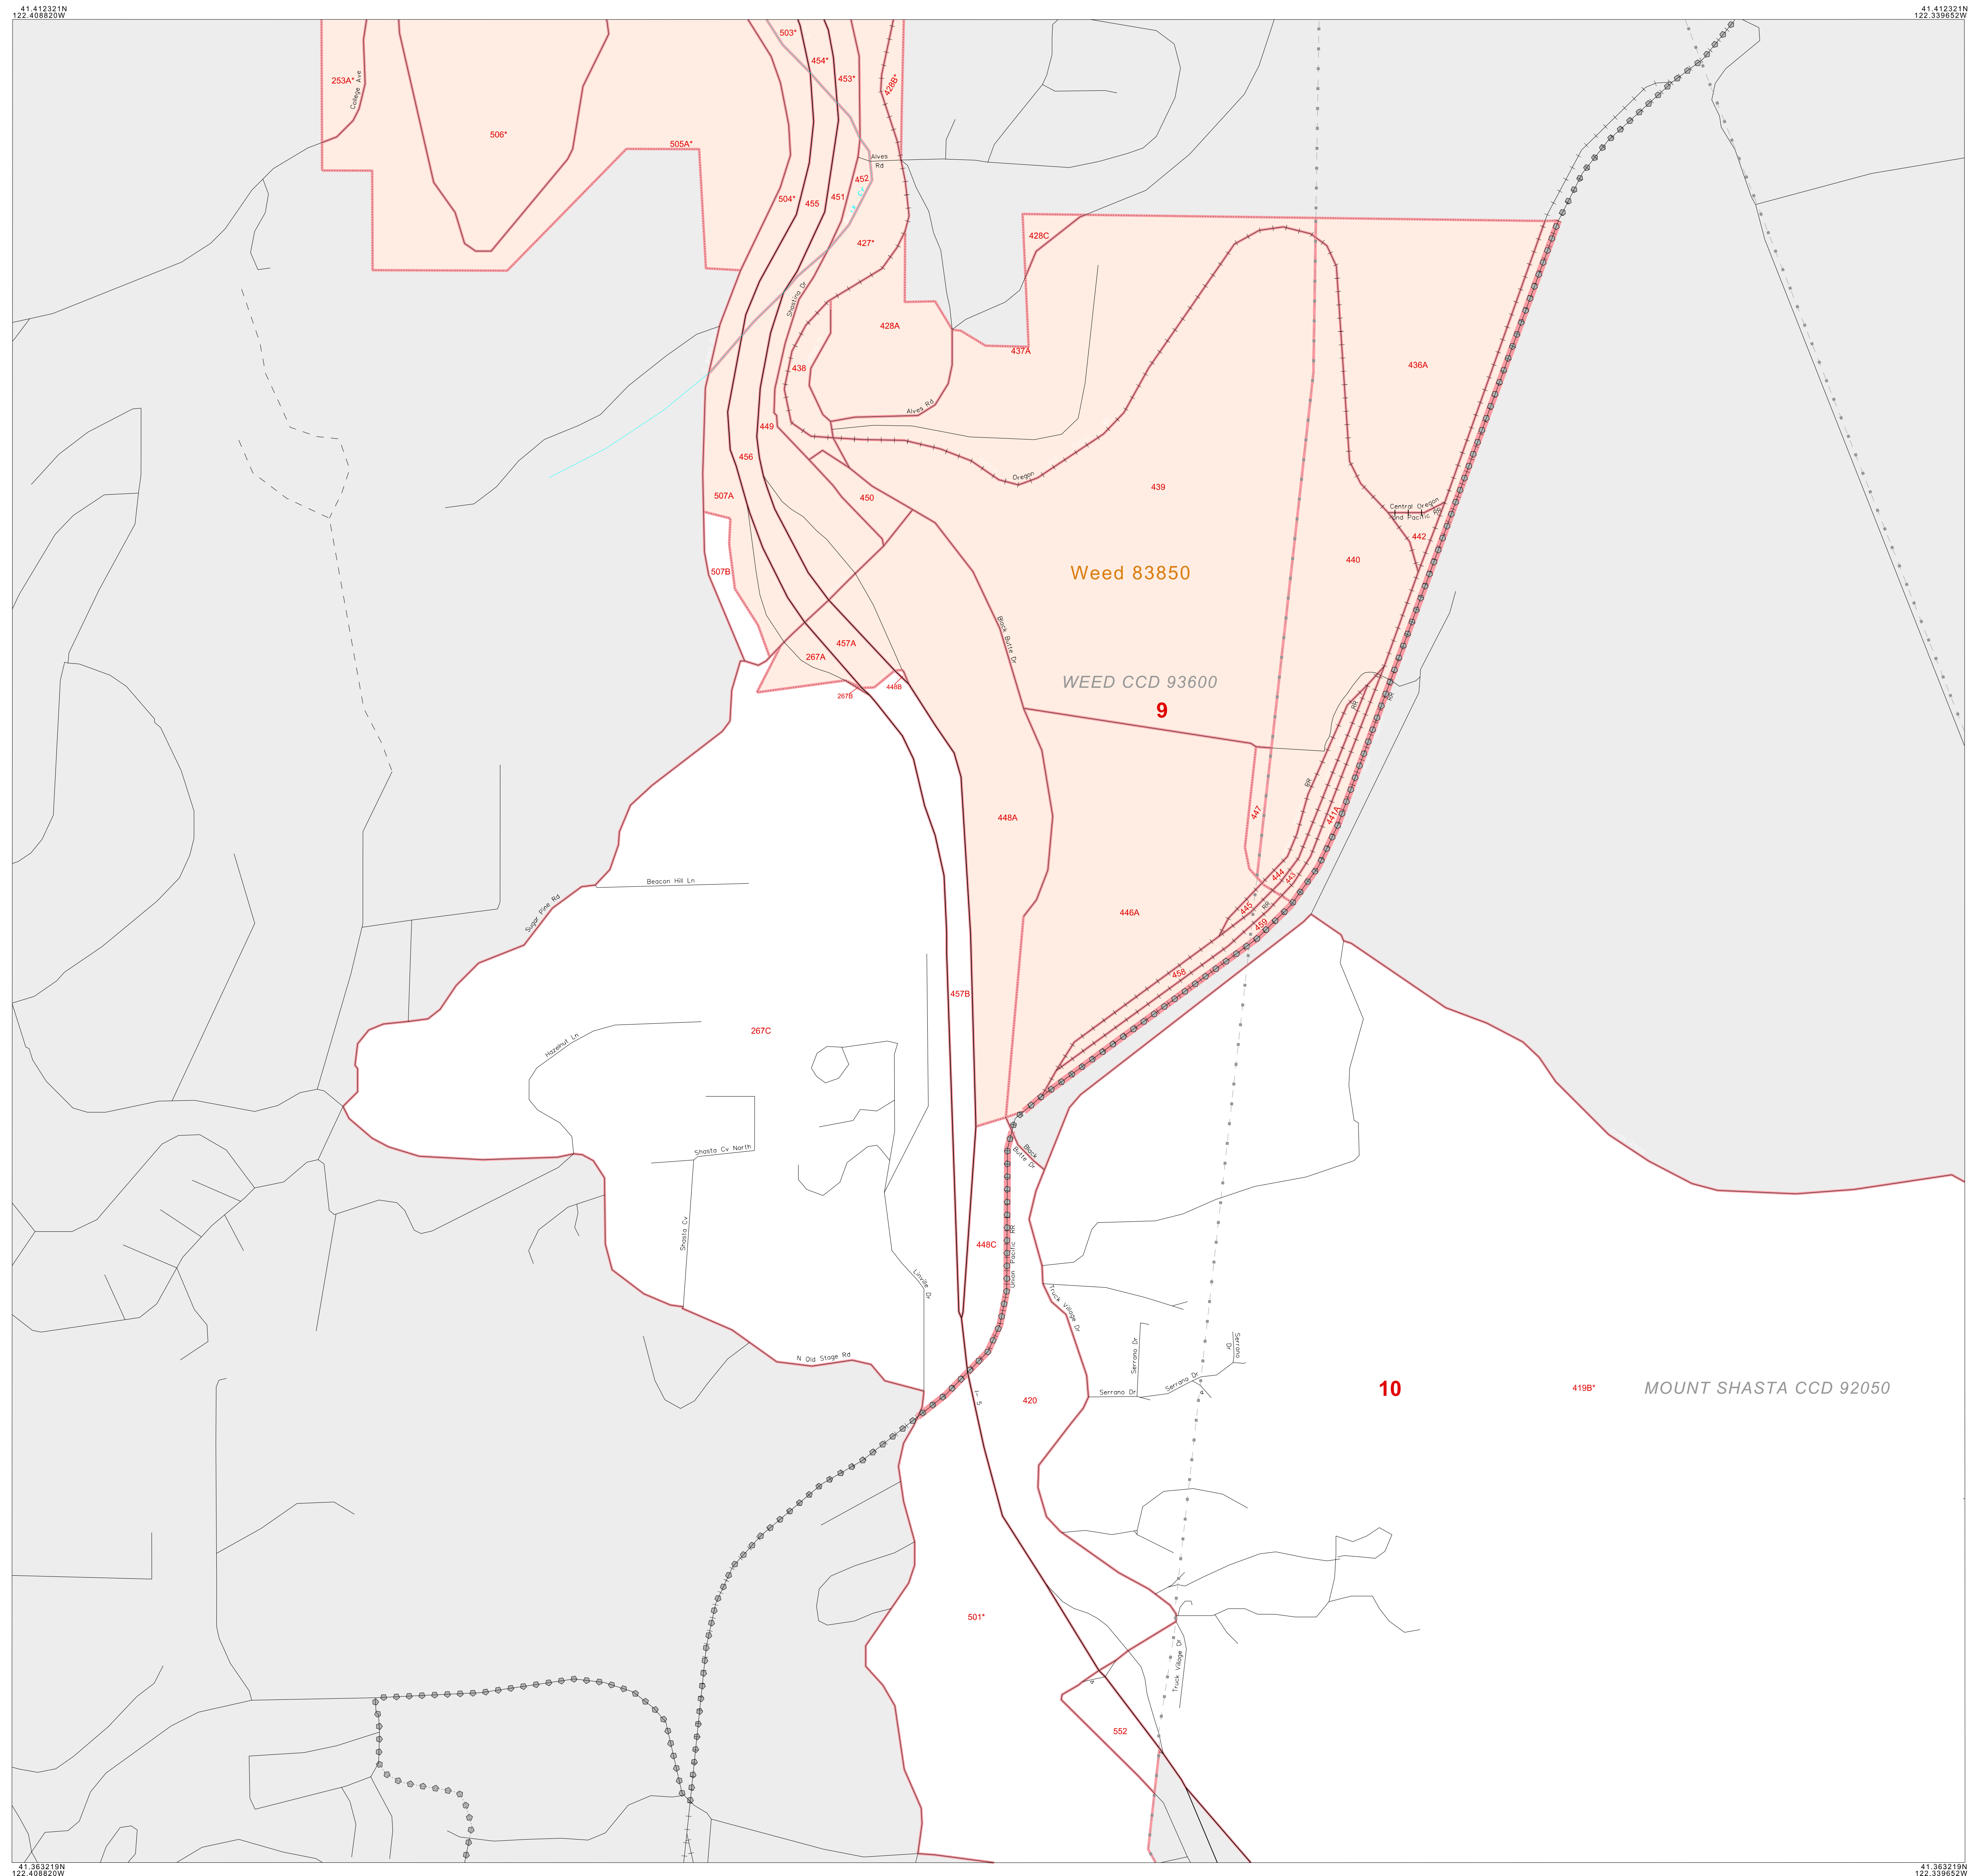 41.412321N
122.408820W
41.412321N
122.339652W
503*
454*
453*
428B*
253A*
College Ave
506*
505A*
Alves
Rd
452
504*
455
451
427*
428C
Shastina Dr
428A
437A
438
436A
Alves Rd
449
456
Oregon
439
507A
450
Central Oregon
and Pacific RR
442
440
507B
Weed 83850
Black Butte Dr
457A
267A
267B
448B
WEED CCD 93600
9
RR
RR
RR
447
441A
448A
444
443
445
RR
459
446A
458
Beacon Hill Ln
Sugar Pine Rd
457B
267C
Hazelnut Ln
Shasta Cv North
Black
Butte Dr
Shasta Cv
448C
Union Pacific RR
Linville
Dr
Truck Village Dr
Serrano Dr
Serrano
Dr
N Old Stage Rd
I- 5
420
Serrano Dr
Serrano Dr
10
419B*
MOUNT SHASTA CCD 92050
501*
Truck Village Dr
552
41.363219N
122.408820W
41.363219N
122.339652W